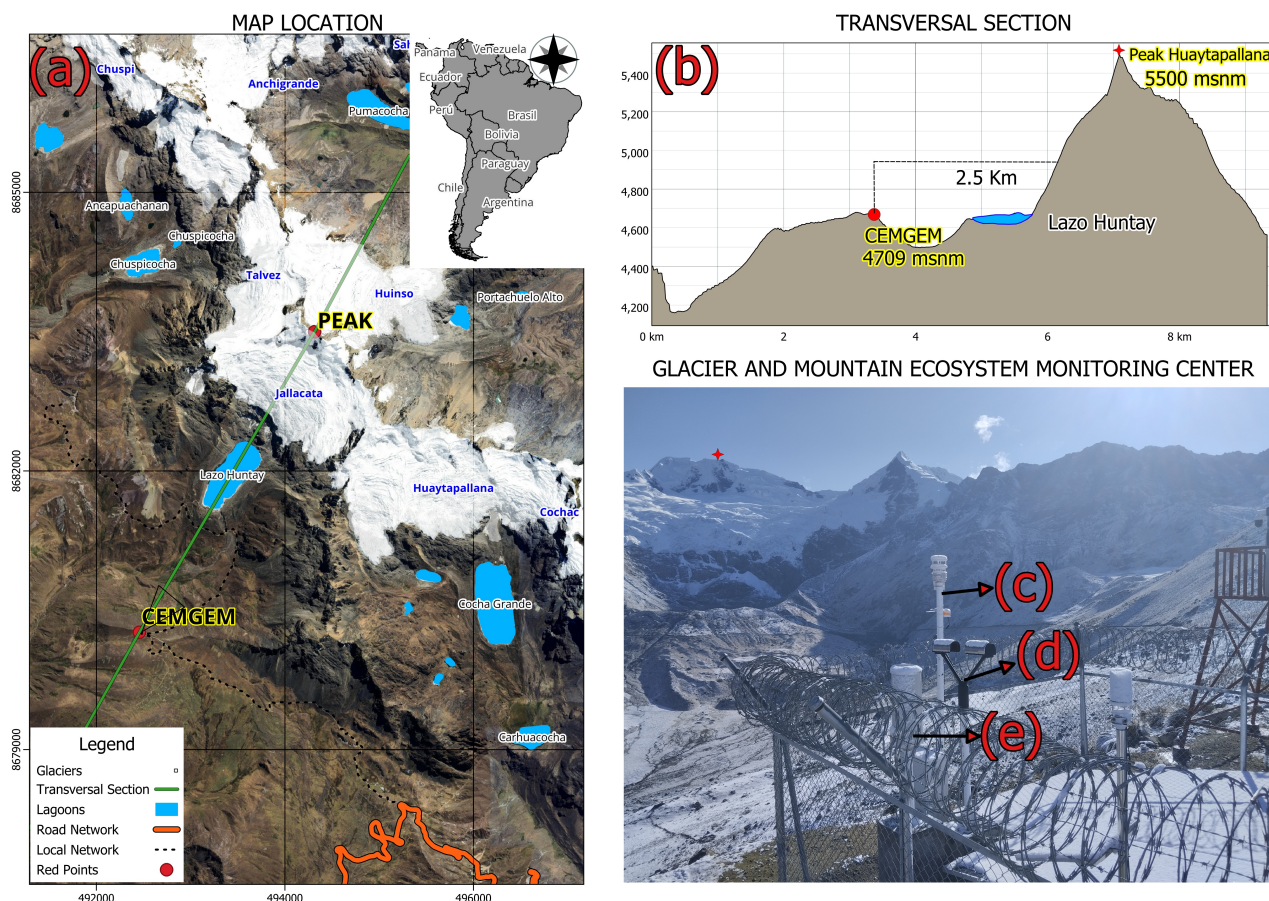 MAP LOCATION
(a)
Chuspi
Anchigrande
Pumacocha
Ancapuachanan
Chuspicocha
Chuspicocha
Talvez
Huinso
Portachuelo Alto
PEAK
Jallacata
Lazo Huntay
Huaytapallana
Cochac
Cocha Grande
CEMGEM
Carhuacocha
8685000
8682000
8679000
492000
494000
496000
Panama
Venezuela
Ecuador
Perú
Brasil
Bolivia
Paraguay
Chile
Argentina
Legend
Glaciers
Transversal Section
Lagoons
Road Network
Local Network
Red Points
TRANSVERSAL SECTION
(b)
Peak Huaytapallana
5500 msnm
5,400
5,200
5,000
4,800
4,600
4,400
4,200
2.5 Km
Lazo Huntay
CEMGEM
4709 msnm
0 km
2
4
6
8 km
GLACIER AND MOUNTAIN ECOSYSTEM MONITORING CENTER
(c)
(d)
(e)